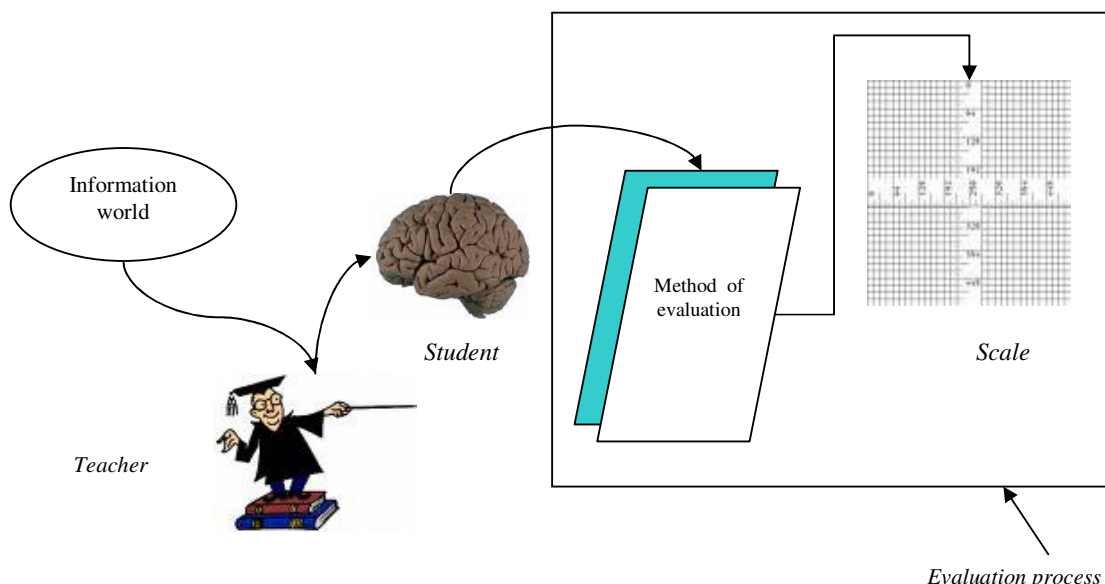 Information
world
Student
Teacher
Method of
evaluation
Scale
Evaluation process